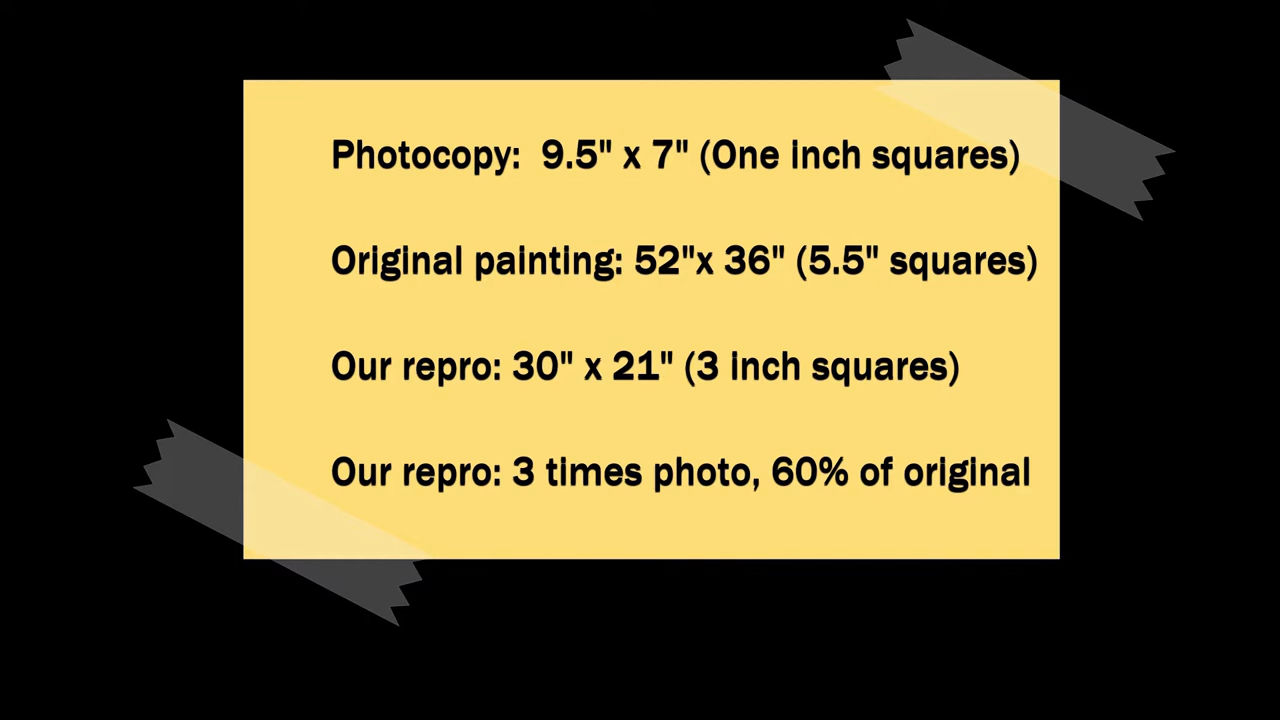 Photocopy:  9.5" x 7" (One inch squares)
Original painting: 52"x 36" (5.5" squares)
Our repro: 30" x 21" (3 inch squares)
Our repro: 3 times photo, 60% of original